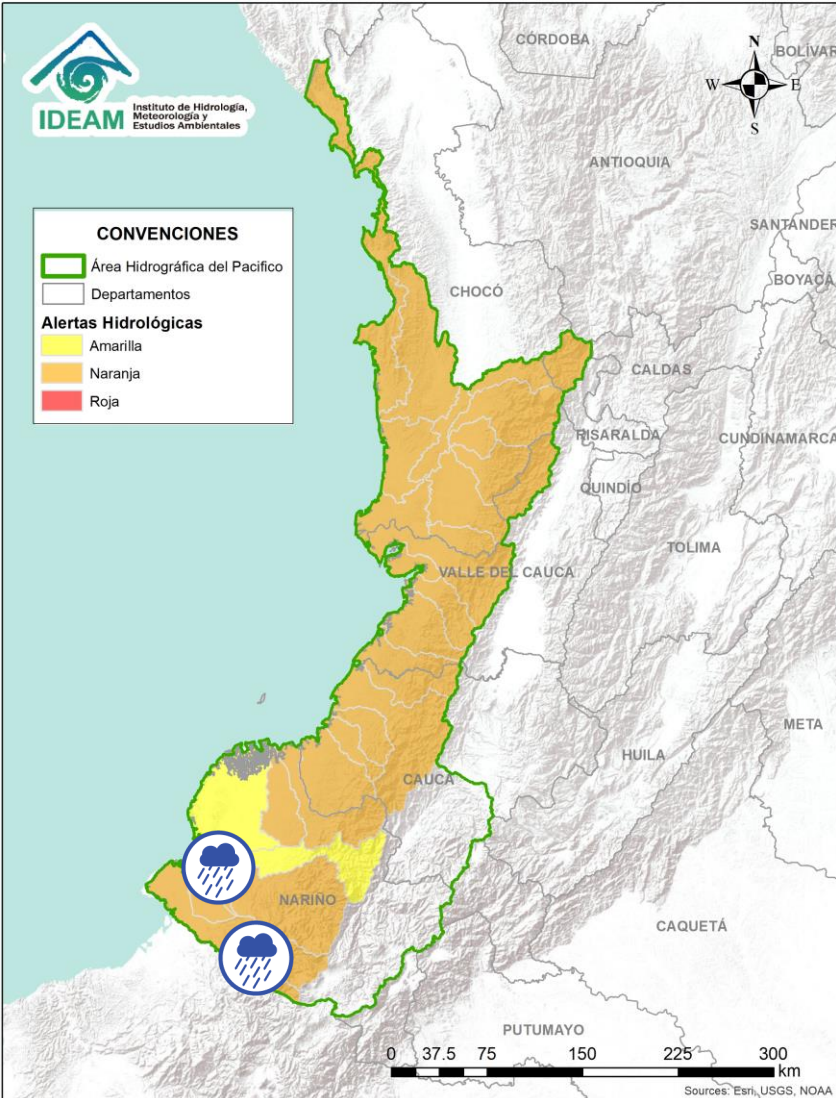 IDEAM
Instituto de Hidrología,
Meteorología y
Estudios Ambientales
N
W
E
S
CÓRDOBA
BOLÍVAR
ANTIOQUIA
SANTANDER
BOYACÁ
CHOCÓ
CALDAS
RISARALDA
CUNDINAMARCA
QUINDÍO
TOLIMA
VALLE DEL CAUCA
META
HUILA
CAUCA
NARIÑO
CAQUETÁ
PUTUMAYO
CONVENCIONES
Área Hidrográfica del Pacifico
Departamentos
Alertas Hidrológicas
Amarilla
Naranja
Roja
0 37.5 75 150 225 300
km
Sources: Esri, USGS, NOAA